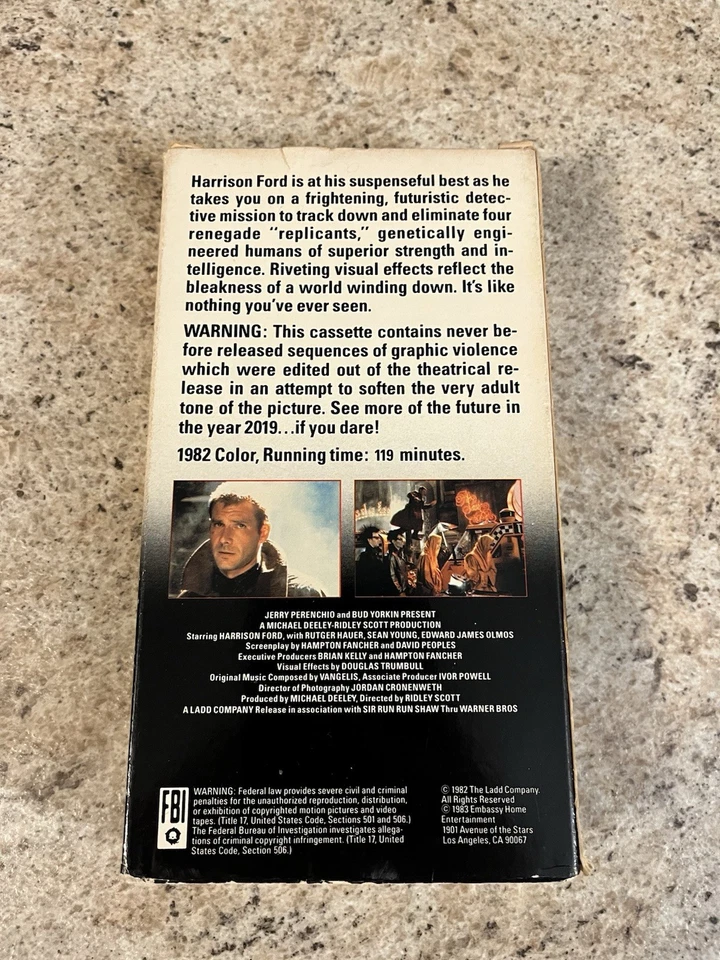 Harrison Ford is at his suspenseful best as he
takes you on a frightening, futuristic detec-
tive mission to track down and eliminate four
renegade "replicants," genetically engi-
neered humans of superior strength and in-
telligence. Riveting visual effects reflect the
bleakness of a world winding down. It's like
nothing you've ever seen.
WARNING: This cassette contains never be-
fore released sequences of graphic violence
which were edited out of the theatrical re-
lease in an attempt to soften the very adult
tone of the picture. See more of the future in
the year 2019...if you dare!
1982 Color, Running time: 119 minutes.
JERRY PERENCHIO and BUD YORKIN PRESENT
A MICHAEL DEELEY-RIDLEY SCOTT PRODUCTION
Starring HARRISON FORD, with RUTGER HAUER, SEAN YOUNG, EDWARD JAMES OLMOS
Screenplay by HAMPTON FANCHER and DAVID PEOPLES
Executive Producers BRIAN KELLY and HAMPTON FANCHER
Visual Effects by DOUGLAS TRUMBULL
Original Music Composed by VANGELIS, Associate Producer IVOR POWELL
Director of Photography JORDAN CRONENWETH
Produced by MICHAEL DEELEY, Directed by RIDLEY SCOTT
A LADD COMPANY Release in association with SIR RUN RUN SHAW Thru WARNER BROS
FBI
WARNING: Federal law provides severe civil and criminal
penalties for the unauthorized reproduction, distribution,
or exhibition of copyrighted motion pictures and video
tapes. (Title 17, United States Code, Sections 501 and 506.)
The Federal Bureau of Investigation investigates allega-
tions of criminal copyright infringement. (Title 17, United
States Code, Section 506.)
© 1982 The Ladd Company.
All Rights Reserved
© 1983 Embassy Home
Entertainment
1901 Avenue of the Stars
Los Angeles, CA 90067